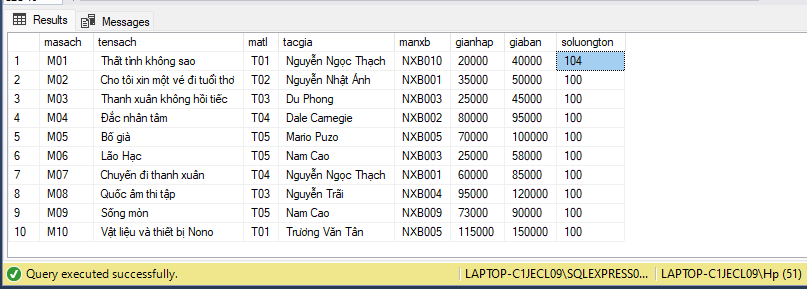 Results Messages
masach tensach matl tacgia manxb gianhap giaban soluongton
1 M01 Thất tình không sao T01 Nguyễn Ngọc Thạch NXB010 20000 40000 104
2 M02 Cho tôi xin một vé đi tuổi thơ T02 Nguyễn Nhật Ánh NXB001 35000 50000 100
3 M03 Thanh xuân không hồi tiếc T03 Du Phong NXB003 25000 45000 100
4 M04 Đắc nhân tâm T04 Dale Carnegie NXB002 80000 95000 100
5 M05 Bố già T05 Mario Puzo NXB005 70000 100000 100
6 M06 Lão Hạc T05 Nam Cao NXB003 25000 58000 100
7 M07 Chuyến đi thanh xuân T04 Nguyễn Ngọc Thạch NXB001 60000 85000 100
8 M08 Quốc âm thi tập T03 Nguyễn Trãi NXB004 95000 120000 100
9 M09 Sống mòn T05 Nam Cao NXB009 73000 90000 100
10 M10 Vật liệu và thiết bị Nono T01 Trương Văn Tân NXB005 115000 150000 100
Query executed successfully. LAPTOP-C1JECL09\SQLEXPRESS0... LAPTOP-C1JECL09\Hp (51)